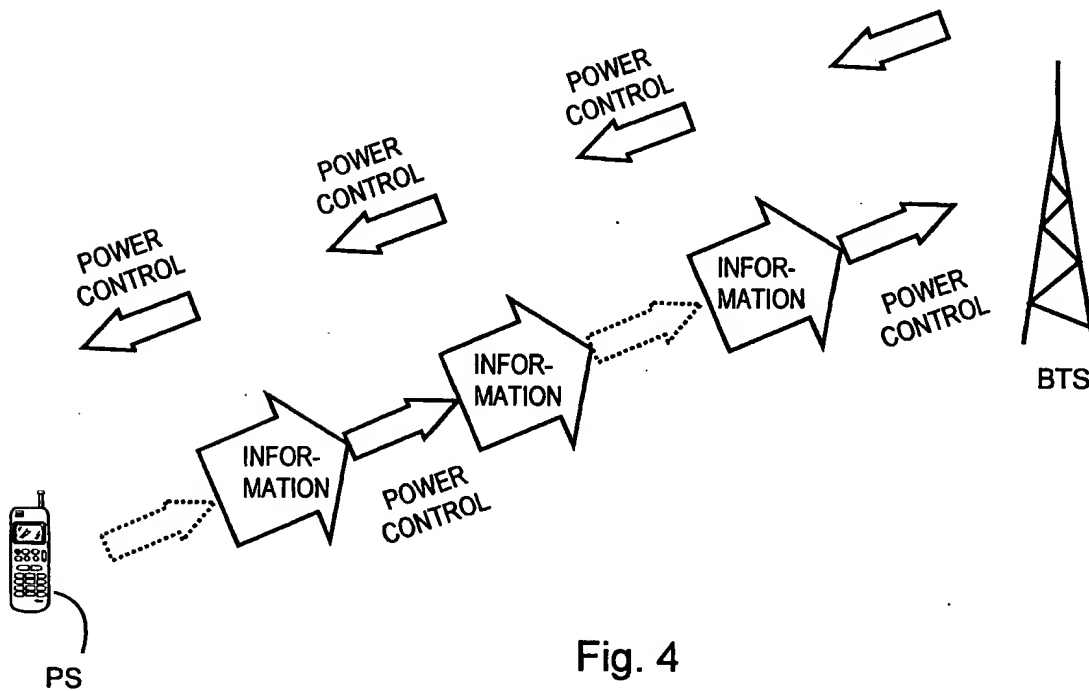 POWER
CONTROL
POWER
CONTROL
POWER
CONTROL
INFOR-
MATION
POWER
CONTROL
BTS
INFOR-
MATION
INFOR-
MATION
POWER
CONTROL
PS
Fig. 4